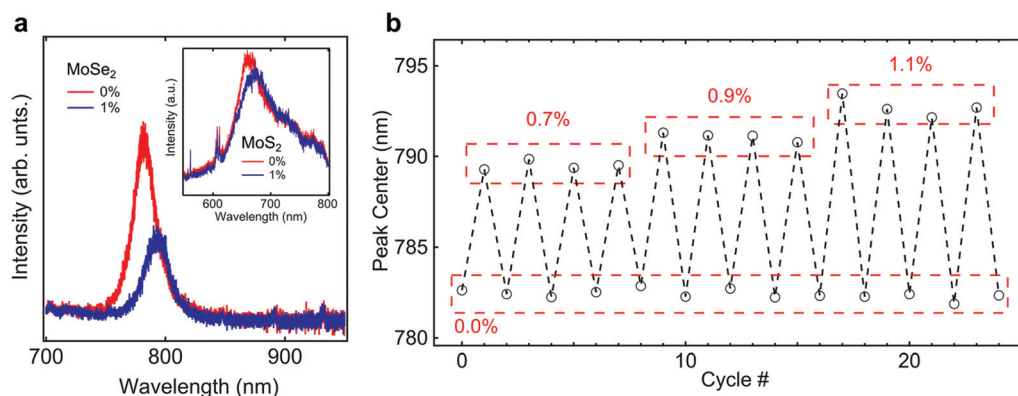 a
MoSe2
0%
1%
Intensity (arb. unts.)
700
800
900
Wavelength (nm)
MoS2
0%
1%
Intensity (a.u.)
600
700
800
Wavelength (nm)
b
795
790
785
780
Peak Center (nm)
0.7%
0.9%
1.1%
0.0%
0
10
20
Cycle #